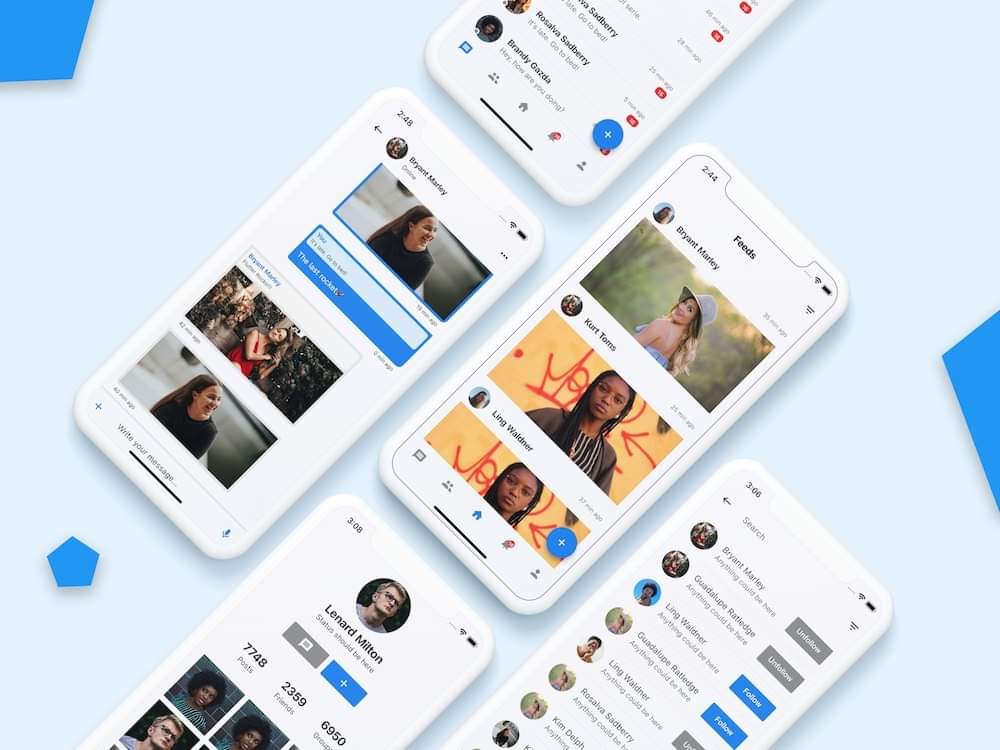 serie.
Rosalva Sadberry
It's late. Go to bed!
Brandy Gazda
Hey, how are you doing?
28 min ago
25 min ago
5 min ago
2:48
Bryant Marley
Online
19 min ago
You
It's late. Go to bed!
The last rocket🚀
0 min ago
Bryant Marley
Flutter Rocket!!
42 min ago
40 min ago
Write your message...
2:44
Feeds
Bryant Marley
35 min ago
Kurt Toms
25 min ago
Ling Waldner
37 min ago
3:08
Lenard Milton
Status should be here
7748
Posts
2359
Friends
6950
3:06
Search
Bryant Marley
Anything could be here
Unfollow
Guadalupe Ratledge
Anything could be here
Unfollow
Ling Waldner
Anything could be here
Follow
Guadalupe Ratledge
Anything could be here
Follow
Ling Waldner
Anything could be here
Rosalva Sadberry
Anything could be here
Kim Delph